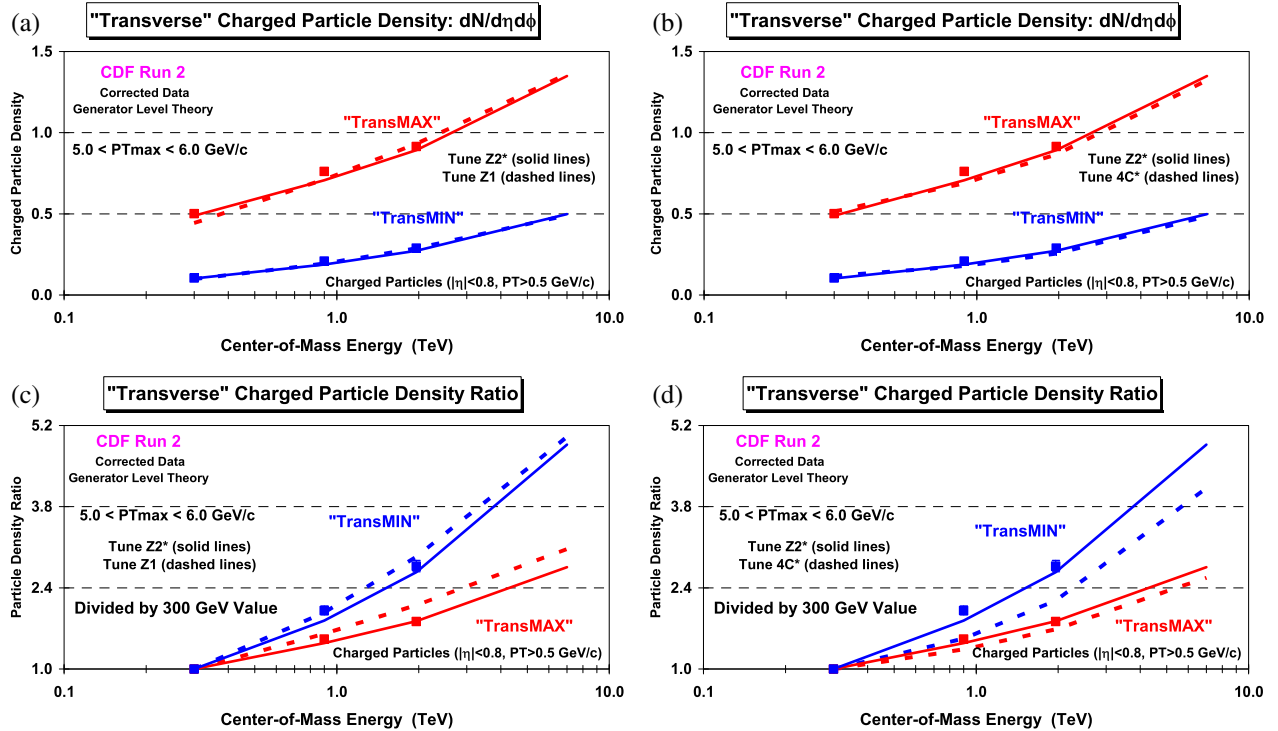 (a)
"Transverse" Charged Particle Density: dN/dηdϕ
1.5
1.0
0.5
0.0
Charged Particle Density
CDF Run 2
Corrected Data
Generator Level Theory
"TransMAX"
5.0 < PTmax < 6.0 GeV/c
Tune Z2* (solid lines)
Tune Z1 (dashed lines)
"TransMIN"
Charged Particles (|η|<0.8, PT>0.5 GeV/c)
0.1
1.0
10.0
Center-of-Mass Energy (TeV)
(b)
"Transverse" Charged Particle Density: dN/dηdϕ
1.5
1.0
0.5
0.0
Charged Particle Density
CDF Run 2
Corrected Data
Generator Level Theory
"TransMAX"
5.0 < PTmax < 6.0 GeV/c
Tune Z2* (solid lines)
Tune 4C* (dashed lines)
"TransMIN"
Charged Particles (|η|<0.8, PT>0.5 GeV/c)
0.1
1.0
10.0
Center-of-Mass Energy (TeV)
(c)
"Transverse" Charged Particle Density Ratio
5.2
3.8
2.4
1.0
Particle Density Ratio
CDF Run 2
Corrected Data
Generator Level Theory
5.0 < PTmax < 6.0 GeV/c
"TransMIN"
Tune Z2* (solid lines)
Tune Z1 (dashed lines)
Divided by 300 GeV Value
"TransMAX"
Charged Particles (|η|<0.8, PT>0.5 GeV/c)
0.1
1.0
10.0
Center-of-Mass Energy (TeV)
(d)
"Transverse" Charged Particle Density Ratio
5.2
3.8
2.4
1.0
Particle Density Ratio
CDF Run 2
Corrected Data
Generator Level Theory
5.0 < PTmax < 6.0 GeV/c
"TransMIN"
Tune Z2* (solid lines)
Tune 4C* (dashed lines)
Divided by 300 GeV Value
"TransMAX"
Charged Particles (|η|<0.8, PT>0.5 GeV/c)
0.1
1.0
10.0
Center-of-Mass Energy (TeV)